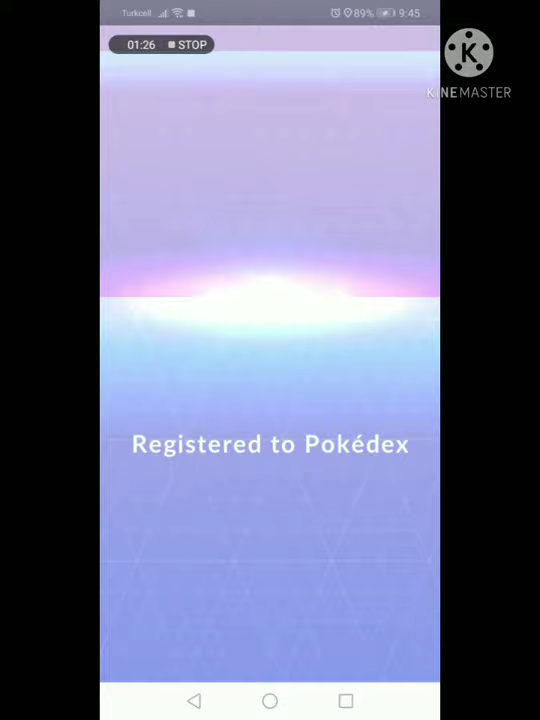 Turkcell 89% 9:45
01:26 STOP
K
KINEMASTER
Registered to Pokédex